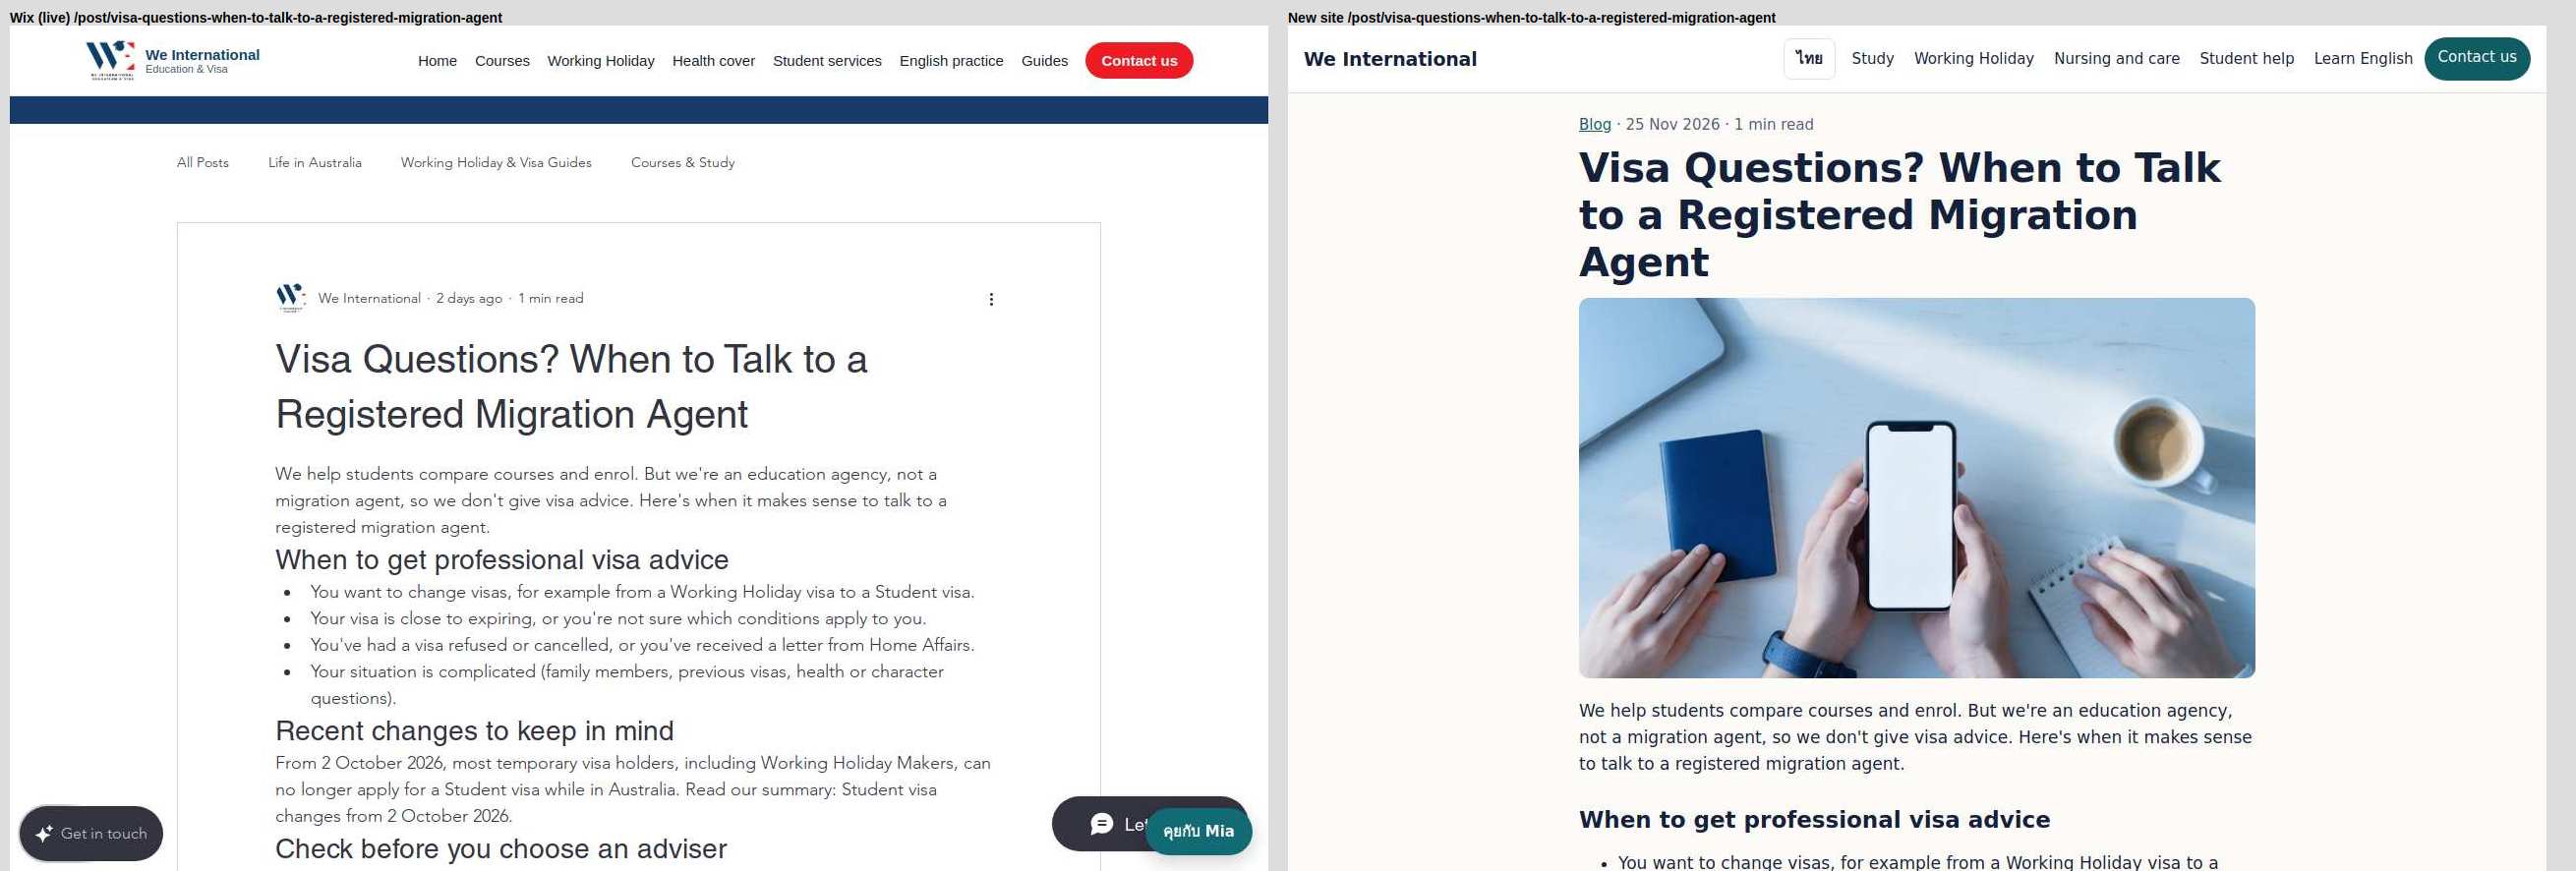 Wix (live) /post/visa-questions-when-to-talk-to-a-registered-migration-agent
We International
Education & Visa
Home Courses Working Holiday Health cover Student services English practice Guides Contact us
All Posts Life in Australia Working Holiday & Visa Guides Courses & Study
We International · 2 days ago · 1 min read
Visa Questions? When to Talk to a
Registered Migration Agent
We help students compare courses and enrol. But we're an education agency, not a
migration agent, so we don't give visa advice. Here's when it makes sense to talk to a
registered migration agent.
When to get professional visa advice
• You want to change visas, for example from a Working Holiday visa to a Student visa.
• Your visa is close to expiring, or you're not sure which conditions apply to you.
• You've had a visa refused or cancelled, or you've received a letter from Home Affairs.
• Your situation is complicated (family members, previous visas, health or character
questions).
Recent changes to keep in mind
From 2 October 2026, most temporary visa holders, including Working Holiday Makers, can
no longer apply for a Student visa while in Australia. Read our summary: Student visa
changes from 2 October 2026.
Check before you choose an adviser
Get in touch
คุยกับ Mia
New site /post/visa-questions-when-to-talk-to-a-registered-migration-agent
We International
ไทย Study Working Holiday Nursing and care Student help Learn English Contact us
Blog · 25 Nov 2026 · 1 min read
Visa Questions? When to Talk
to a Registered Migration
Agent
We help students compare courses and enrol. But we're an education agency,
not a migration agent, so we don't give visa advice. Here's when it makes sense
to talk to a registered migration agent.
When to get professional visa advice
• You want to change visas, for example from a Working Holiday visa to a